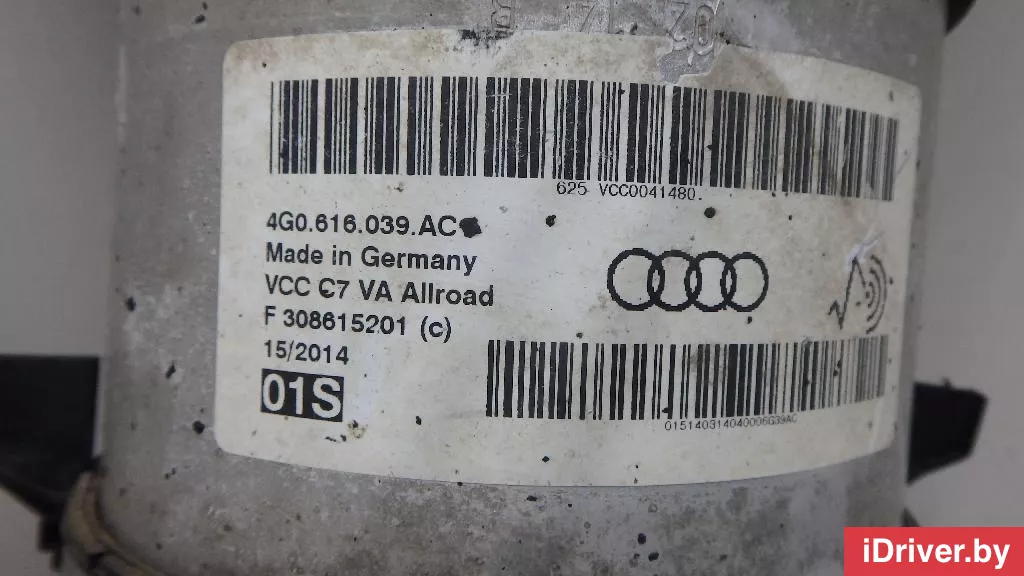 625 VCC0041480.
4G0.616.039.AC
Made in Germany
VCC C7 VA Allroad
F 308615201 (c)
15/2014
01S
iDriver.by